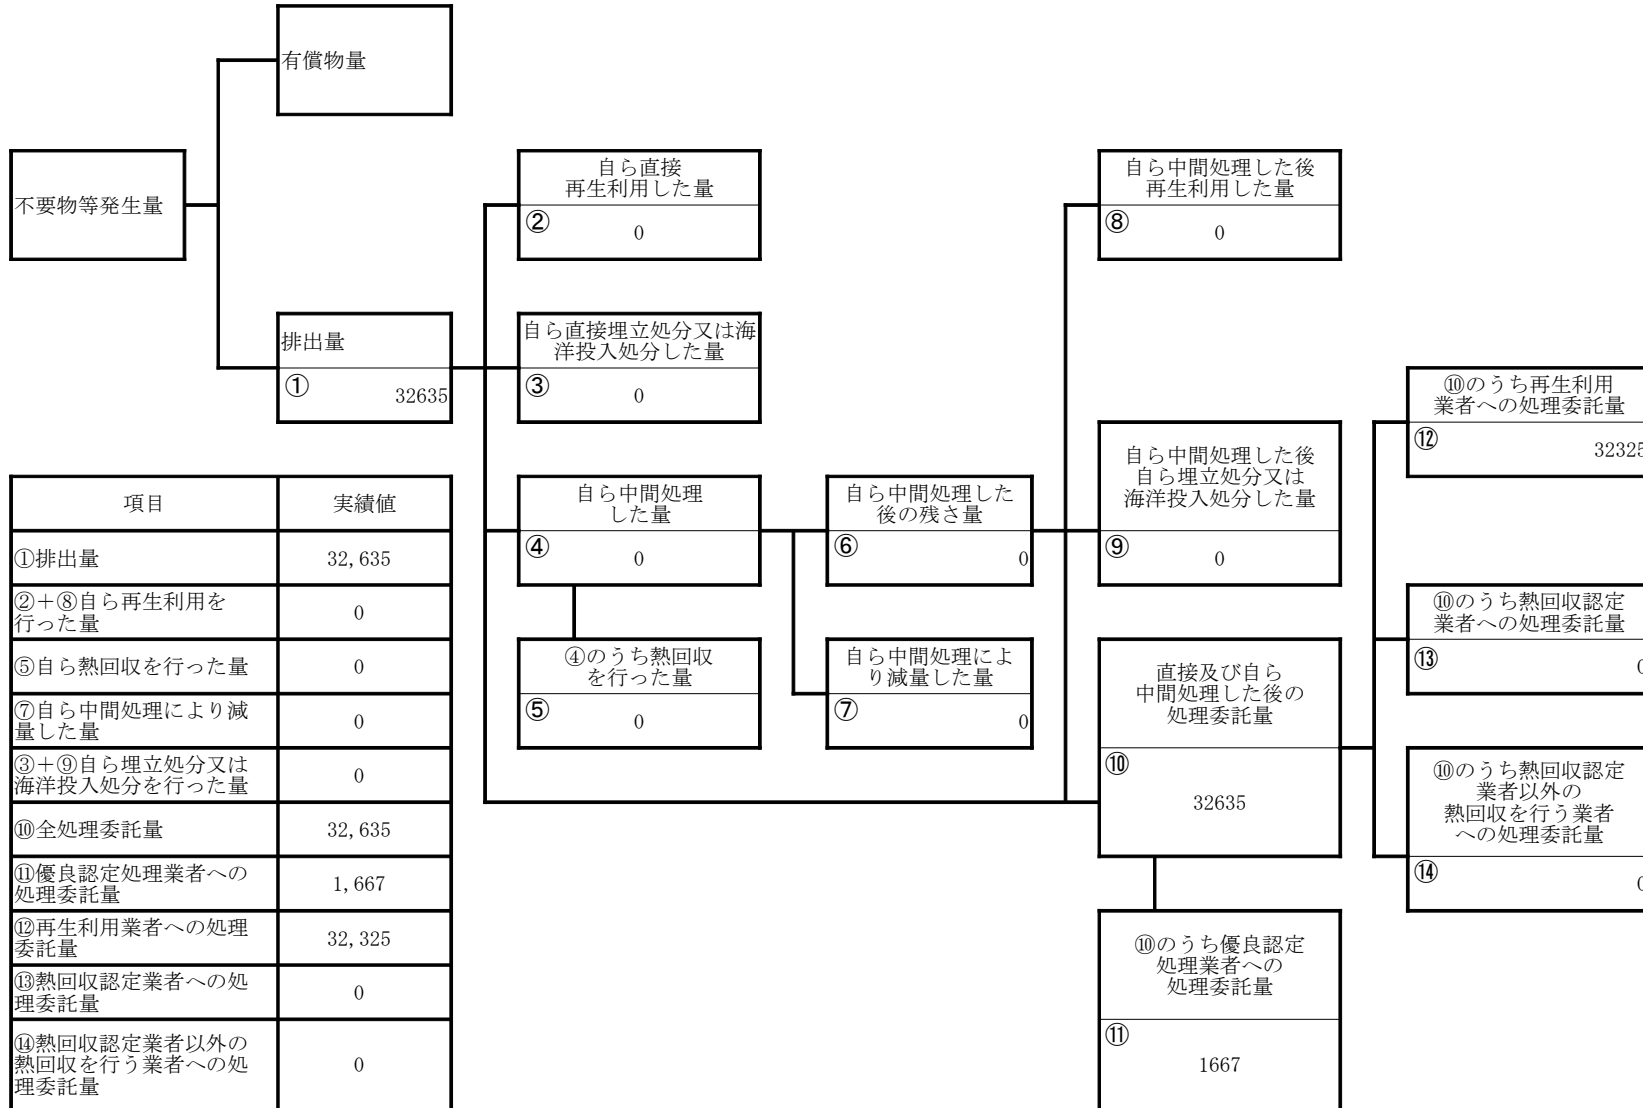 有償物量
不要物等発生量
自ら直接
再生利用した量
②
0
自ら中間処理した後
再生利用した量
⑧
0
排出量
①
32635
自ら直接埋立処分又は海
洋投入処分した量
③
0
⑩のうち再生利用
業者への処理委託量
⑫
32325
自ら中間処理
した量
④
0
自ら中間処理した
後の残さ量
⑥
0
自ら中間処理した後
自ら埋立処分又は
海洋投入処分した量
⑨
0
④のうち熱回収
を行った量
⑤
0
自ら中間処理によ
り減量した量
⑦
0
直接及び自ら
中間処理した後の
処理委託量
⑩
32635
⑩のうち熱回収認定
業者への処理委託量
⑬
0
⑩のうち熱回収認定
業者以外の
熱回収を行う業者
への処理委託量
⑭
0
⑩のうち優良認定
処理業者への
処理委託量
⑪
1667
項目 実績値
①排出量 32,635
②+⑧自ら再生利用を
行った量 0
⑤自ら熱回収を行った量 0
⑦自ら中間処理により減
量した量 0
③+⑨自ら埋立処分又は
海洋投入処分を行った量 0
⑩全処理委託量 32,635
⑪優良認定処理業者への
処理委託量 1,667
⑫再生利用業者への処理
委託量 32,325
⑬熱回収認定業者への処
理委託量 0
⑭熱回収認定業者以外の
熱回収を行う業者への処
理委託量 0